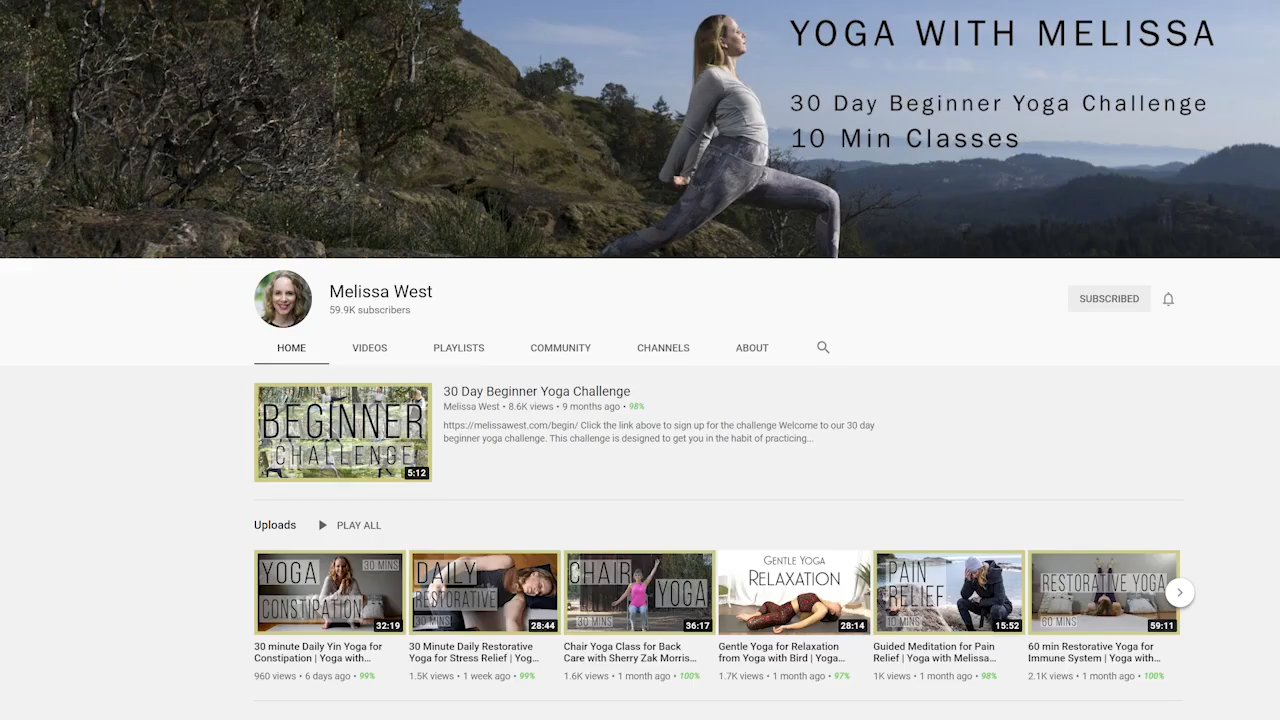 YOGA WITH MELISSA
30 Day Beginner Yoga Challenge
10 Min Classes
Melissa West
59.9K subscribers
SUBSCRIBED
HOME VIDEOS PLAYLISTS COMMUNITY CHANNELS ABOUT
BEGINNER
CHALLENGE
5:12
30 Day Beginner Yoga Challenge
Melissa West • 8.6K views • 9 months ago • 98%
https://melissawest.com/begin/ Click the link above to sign up for the challenge Welcome to our 30 day
beginner yoga challenge. This challenge is designed to get you in the habit of practicing...
Uploads PLAY ALL
YOGA
30 MINS
CONSTIPATION
32:19
30 minute Daily Yin Yoga for
Constipation | Yoga with...
960 views • 6 days ago • 99%
DAILY
RESTORATIVE
30 MINS
28:44
30 Minute Daily Restorative
Yoga for Stress Relief | Yog...
1.5K views • 1 week ago • 99%
CHAIR
YOGA
30 MINS
36:17
Chair Yoga Class for Back
Care with Sherry Zak Morris...
1.6K views • 1 month ago • 100%
GENTLE YOGA
RELAXATION
28:14
Gentle Yoga for Relaxation
from Yoga with Bird | Yoga...
1.7K views • 1 month ago • 97%
PAIN
RELIEF
10 MINS
15:52
Guided Meditation for Pain
Relief | Yoga with Melissa...
1K views • 1 month ago • 98%
RESTORATIVE YOGA
60 MINS
59:11
60 min Restorative Yoga for
Immune System | Yoga with...
2.1K views • 1 month ago • 100%